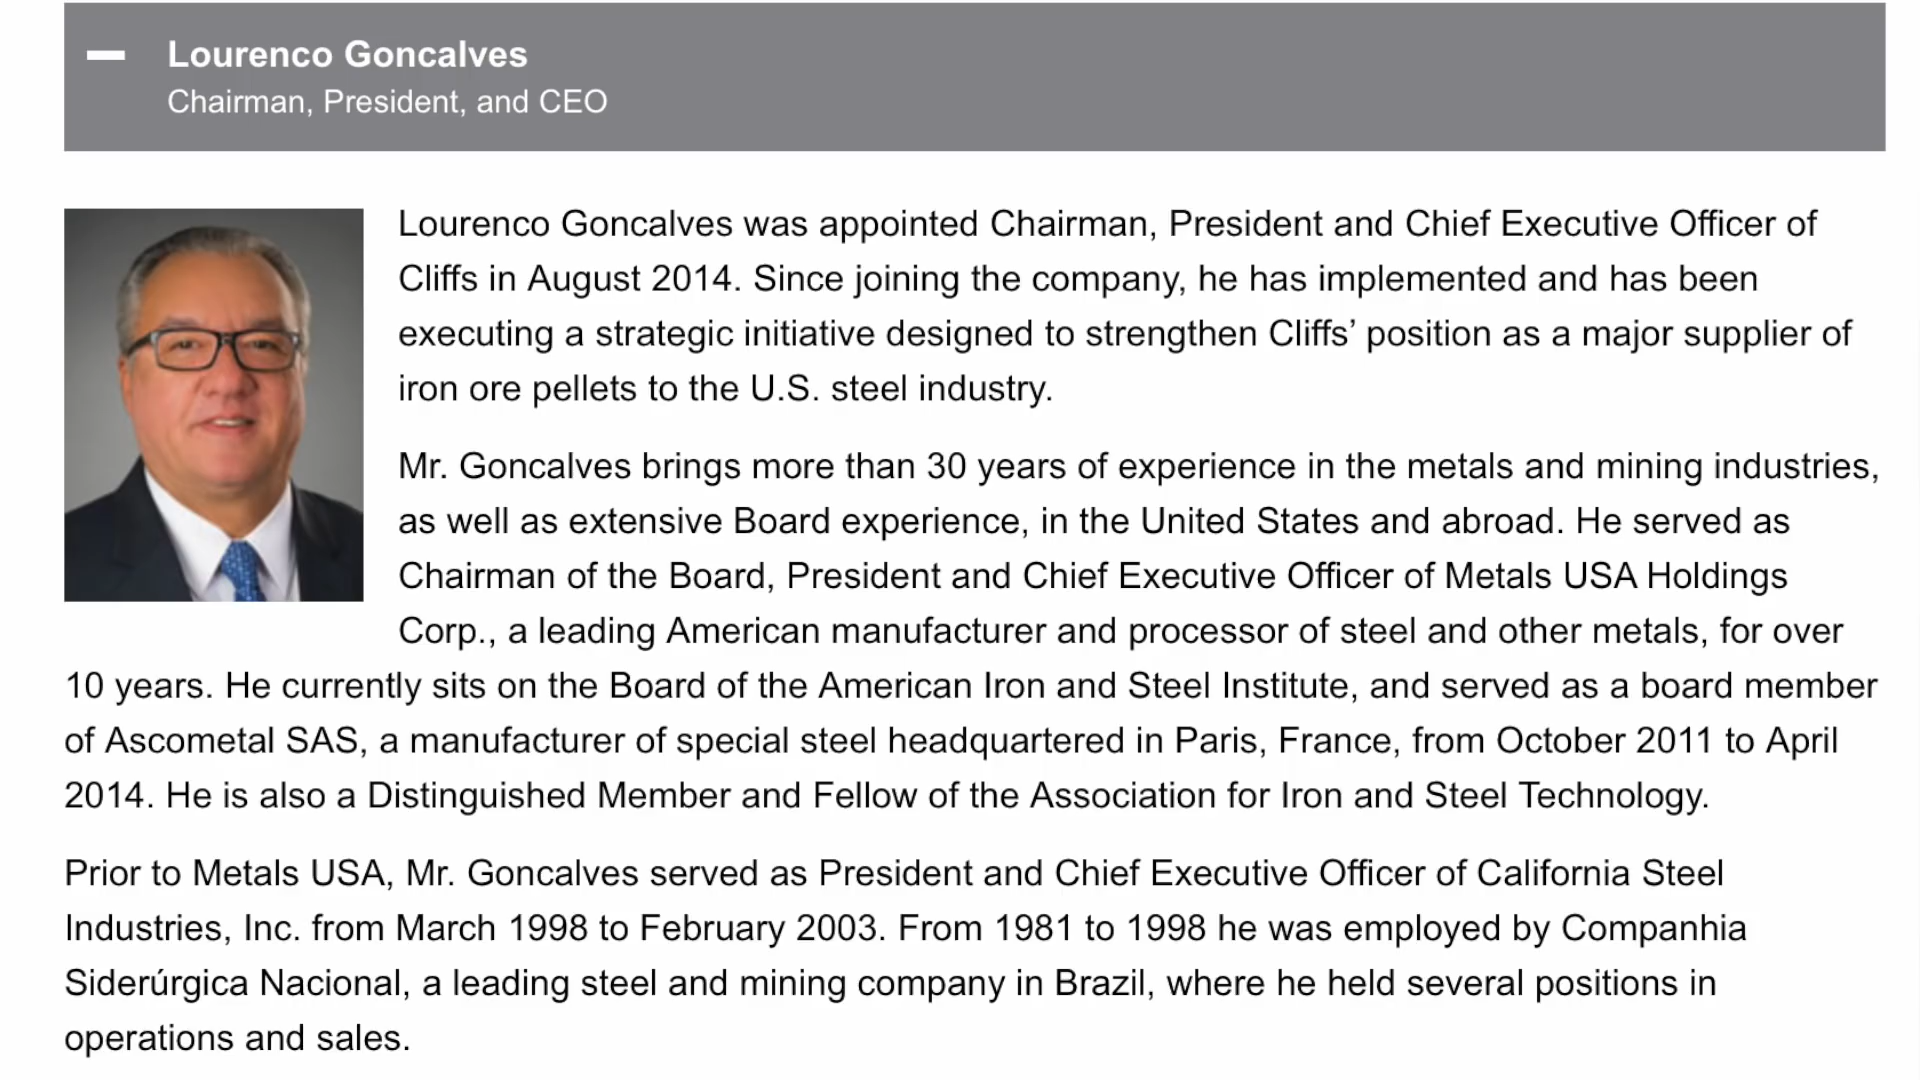 Lourenco Goncalves
Chairman, President, and CEO
Lourenco Goncalves was appointed Chairman, President and Chief Executive Officer of
Cliffs in August 2014. Since joining the company, he has implemented and has been
executing a strategic initiative designed to strengthen Cliffs’ position as a major supplier of
iron ore pellets to the U.S. steel industry.
Mr. Goncalves brings more than 30 years of experience in the metals and mining industries,
as well as extensive Board experience, in the United States and abroad. He served as
Chairman of the Board, President and Chief Executive Officer of Metals USA Holdings
Corp., a leading American manufacturer and processor of steel and other metals, for over
10 years. He currently sits on the Board of the American Iron and Steel Institute, and served as a board member
of Ascometal SAS, a manufacturer of special steel headquartered in Paris, France, from October 2011 to April
2014. He is also a Distinguished Member and Fellow of the Association for Iron and Steel Technology.
Prior to Metals USA, Mr. Goncalves served as President and Chief Executive Officer of California Steel
Industries, Inc. from March 1998 to February 2003. From 1981 to 1998 he was employed by Companhia
Siderúrgica Nacional, a leading steel and mining company in Brazil, where he held several positions in
operations and sales.